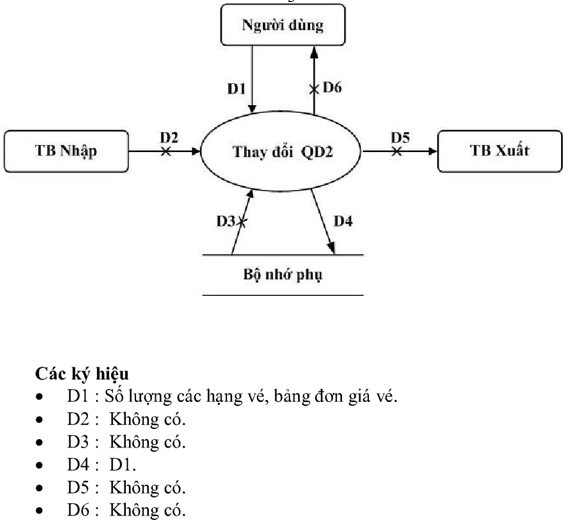 Người dùng
D1
D6
TB Nhập
D2
Thay đổi QD2
D5
TB Xuất
D3
D4
Bộ nhớ phụ
Các ký hiệu
• D1 : Số lượng các hạng vé, bảng đơn giá vé.
• D2 : Không có.
• D3 : Không có.
• D4 : D1.
• D5 : Không có.
• D6 : Không có.